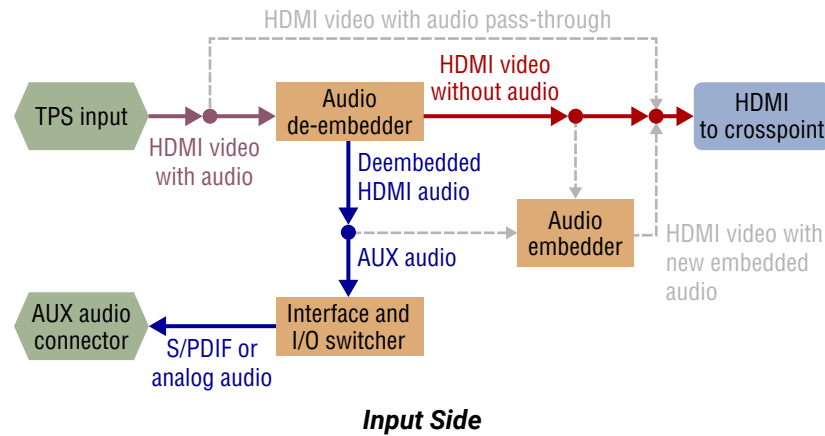 HDMI video with audio pass-through
HDMI video
without audio
TPS input
Audio
de-embedder
HDMI
to crosspoint
HDMI video
with audio
Deembedded
HDMI audio
Audio
embedder
HDMI video with
new embedded
audio
AUX audio
AUX audio
connector
Interface and
I/O switcher
S/PDIF or
analog audio
Input Side